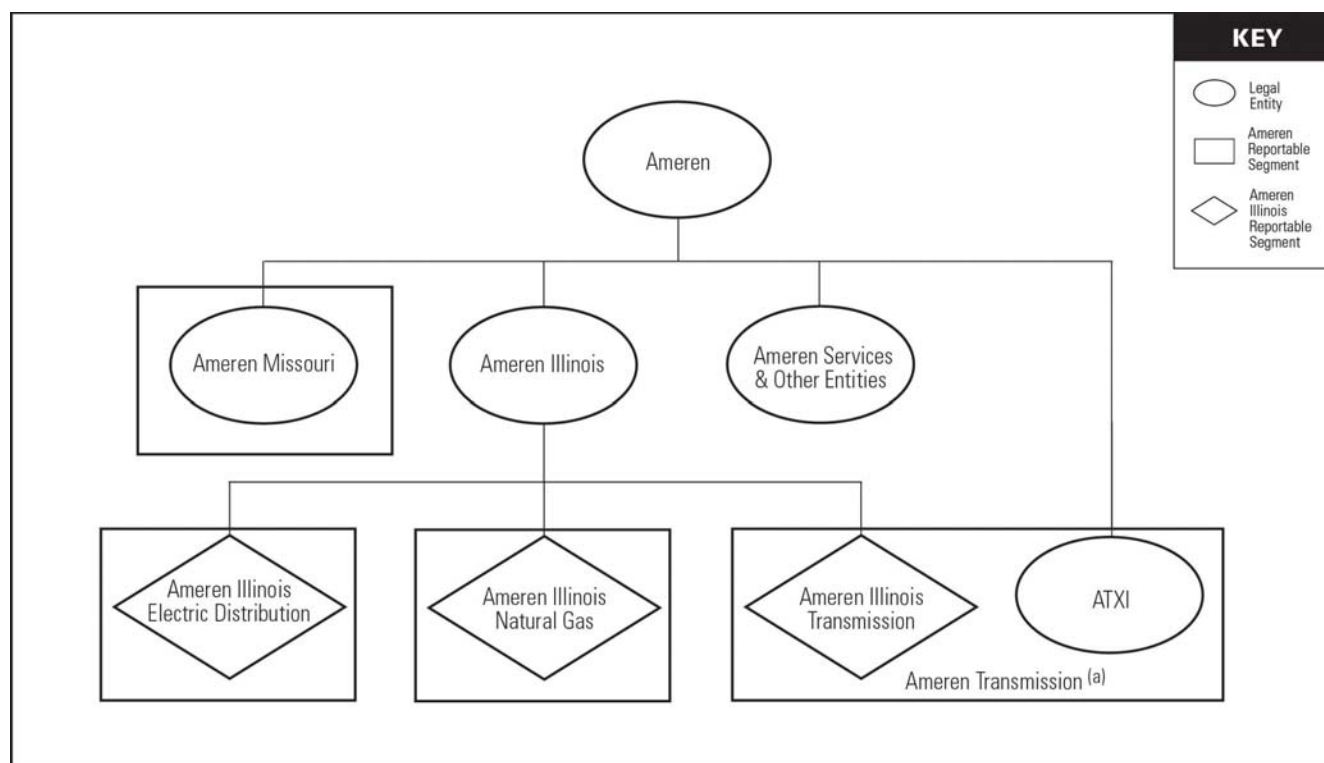 KEY
Legal
Entity
Ameren
Reportable
Segment
Ameren
Illinois
Reportable
Segment
Ameren
Ameren Missouri
Ameren Illinois
Ameren Services
& Other Entities
Ameren Illinois
Electric Distribution
Ameren Illinois
Natural Gas
Ameren Illinois
Transmission
ATXI
Ameren Transmission (a)